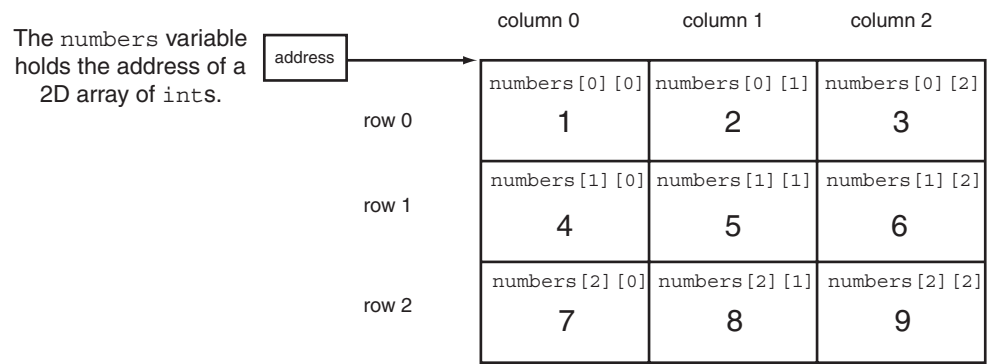 column 0 column 1 column 2
The numbers variable
holds the address of a
2D array of ints.
address
numbers[0][0] numbers[0][1] numbers[0][2]
row 0 1 2 3
numbers[1][0] numbers[1][1] numbers[1][2]
row 1 4 5 6
numbers[2][0] numbers[2][1] numbers[2][2]
row 2 7 8 9